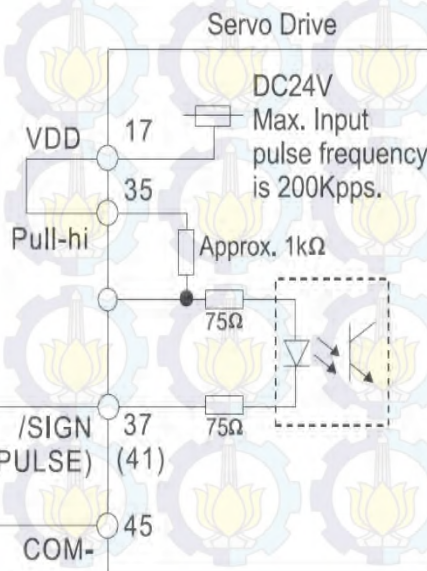 Servo Drive
DC24V
Max. Input
pulse frequency
is 200Kpps.
VDD 17
35
Pull-hi
Approx. 1kΩ
75Ω
/SIGN 37
75Ω
PULSE) (41)
45
COM-